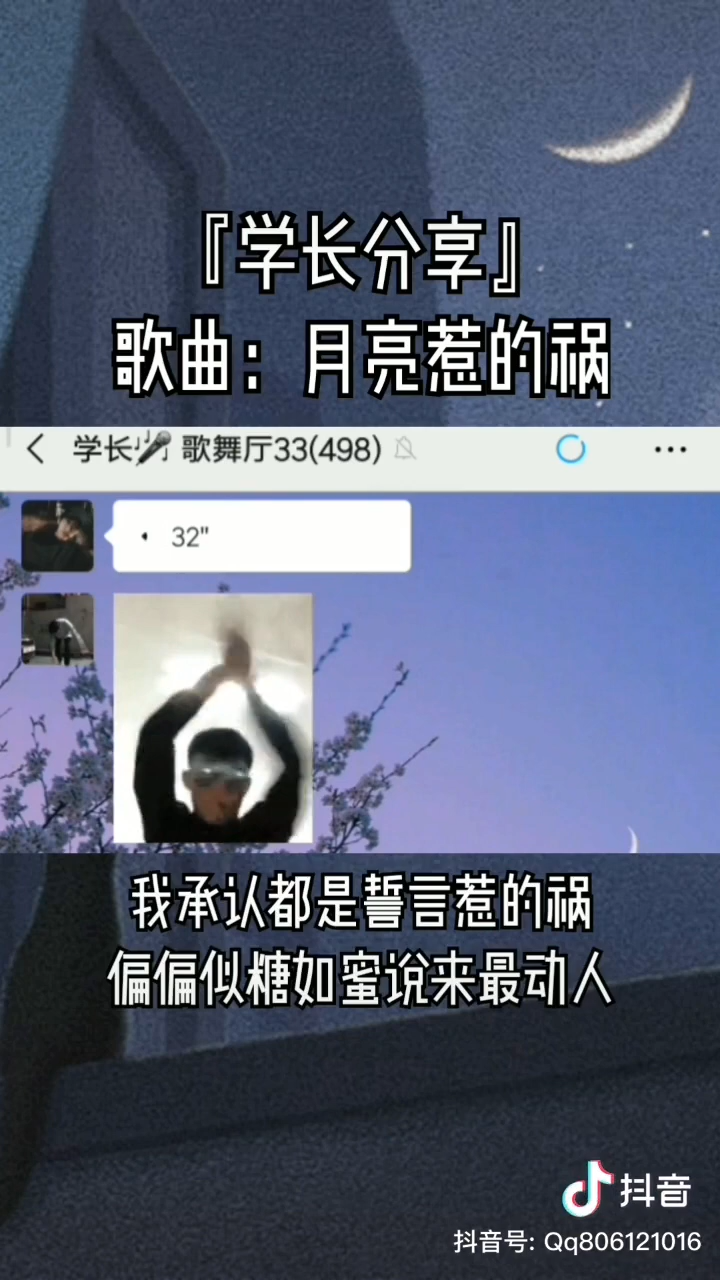 『学长分享』
歌曲：月亮惹的祸
学长🎤 歌舞厅33(498)
32"
我承认都是誓言惹的祸
偏偏似糖如蜜说来最动人
抖音
抖音号: Qq806121016